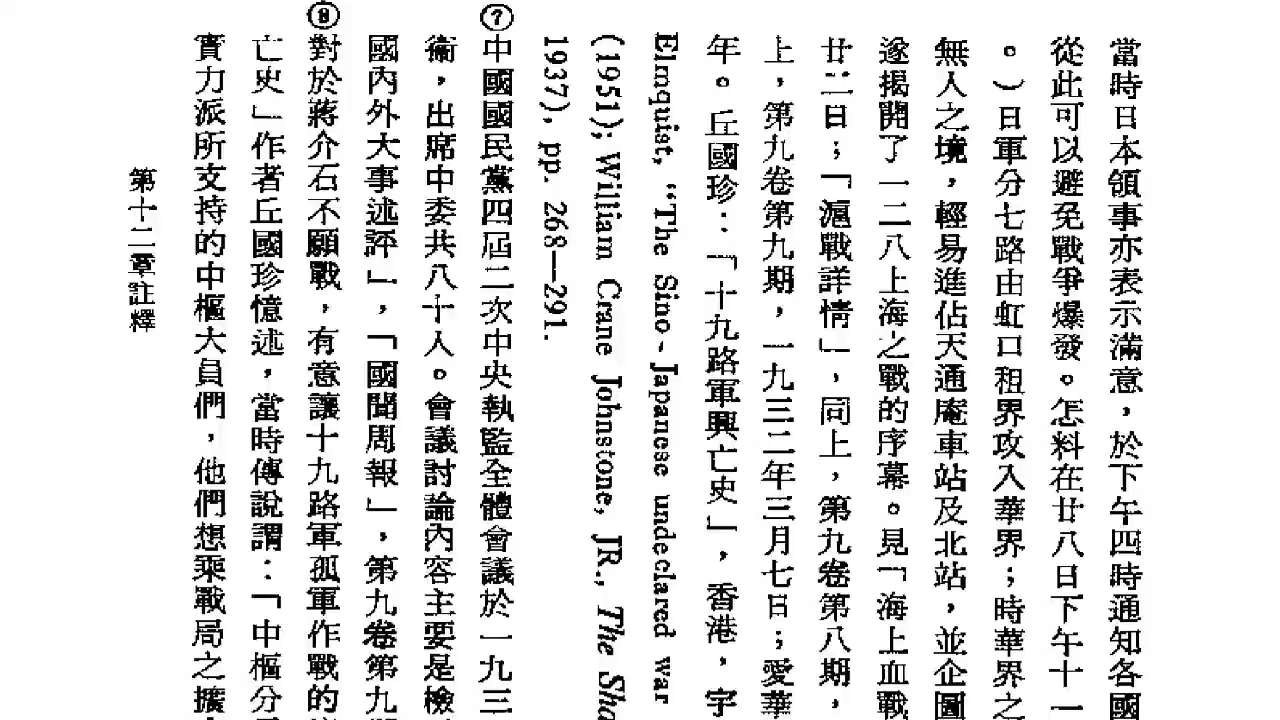 當時日本領事亦表示滿意，於下午四時通知各國
從此可以避免戰爭爆發。怎料在廿八日下午十一
。）日軍分七路由虹口租界攻入華界；時華界之
無人之境，輕易進佔天通庵車站及北站，並企圖
遂揭開了一二八上海之戰的序幕。見「海上血戰
廿二日；「滬戰詳情」，同上，第九卷第八期，
上，第九卷第九期，一九三二年三月七日；愛華
年。丘國珍：「十九路軍興亡史」，香港，宇
Elmquist, “The Sino-Japanese undeclared war
(1951); William Crane Johnstone, JR., The Sha
1937), pp. 268—291.
⑦中國國民黨四屆二次中央執監全體會議於一九三
衞，出席中委共八十人。會議討論內容主要是檢
國內外大事述評」，「國聞周報」，第九卷第九
⑧對於蔣介石不願戰，有意讓十九路軍孤軍作戰的
亡史」作者丘國珍憶述，當時傳說謂：「中樞分
實力派所支持的中樞大員們，他們想乘戰局之擴
第十二章註釋